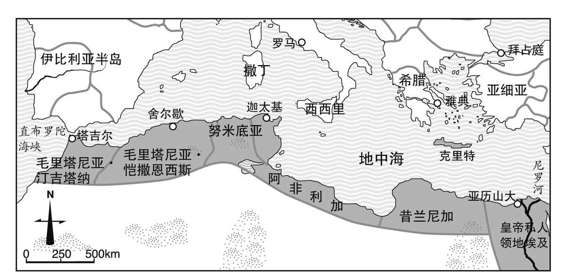 伊比利亚半岛
罗马
撒丁
拜占庭
希腊
雅典
亚细亚
舍尔歇
迦太基
西西里
直布罗陀
海峡
塔吉尔
努米底亚
地中海
克里特
毛里塔尼亚
汀吉塔纳
毛里塔尼亚
恺撒恩西斯
阿非利加
昔兰尼加
亚历山大
尼罗河
皇帝私人
领地埃及
N
0 250 500km